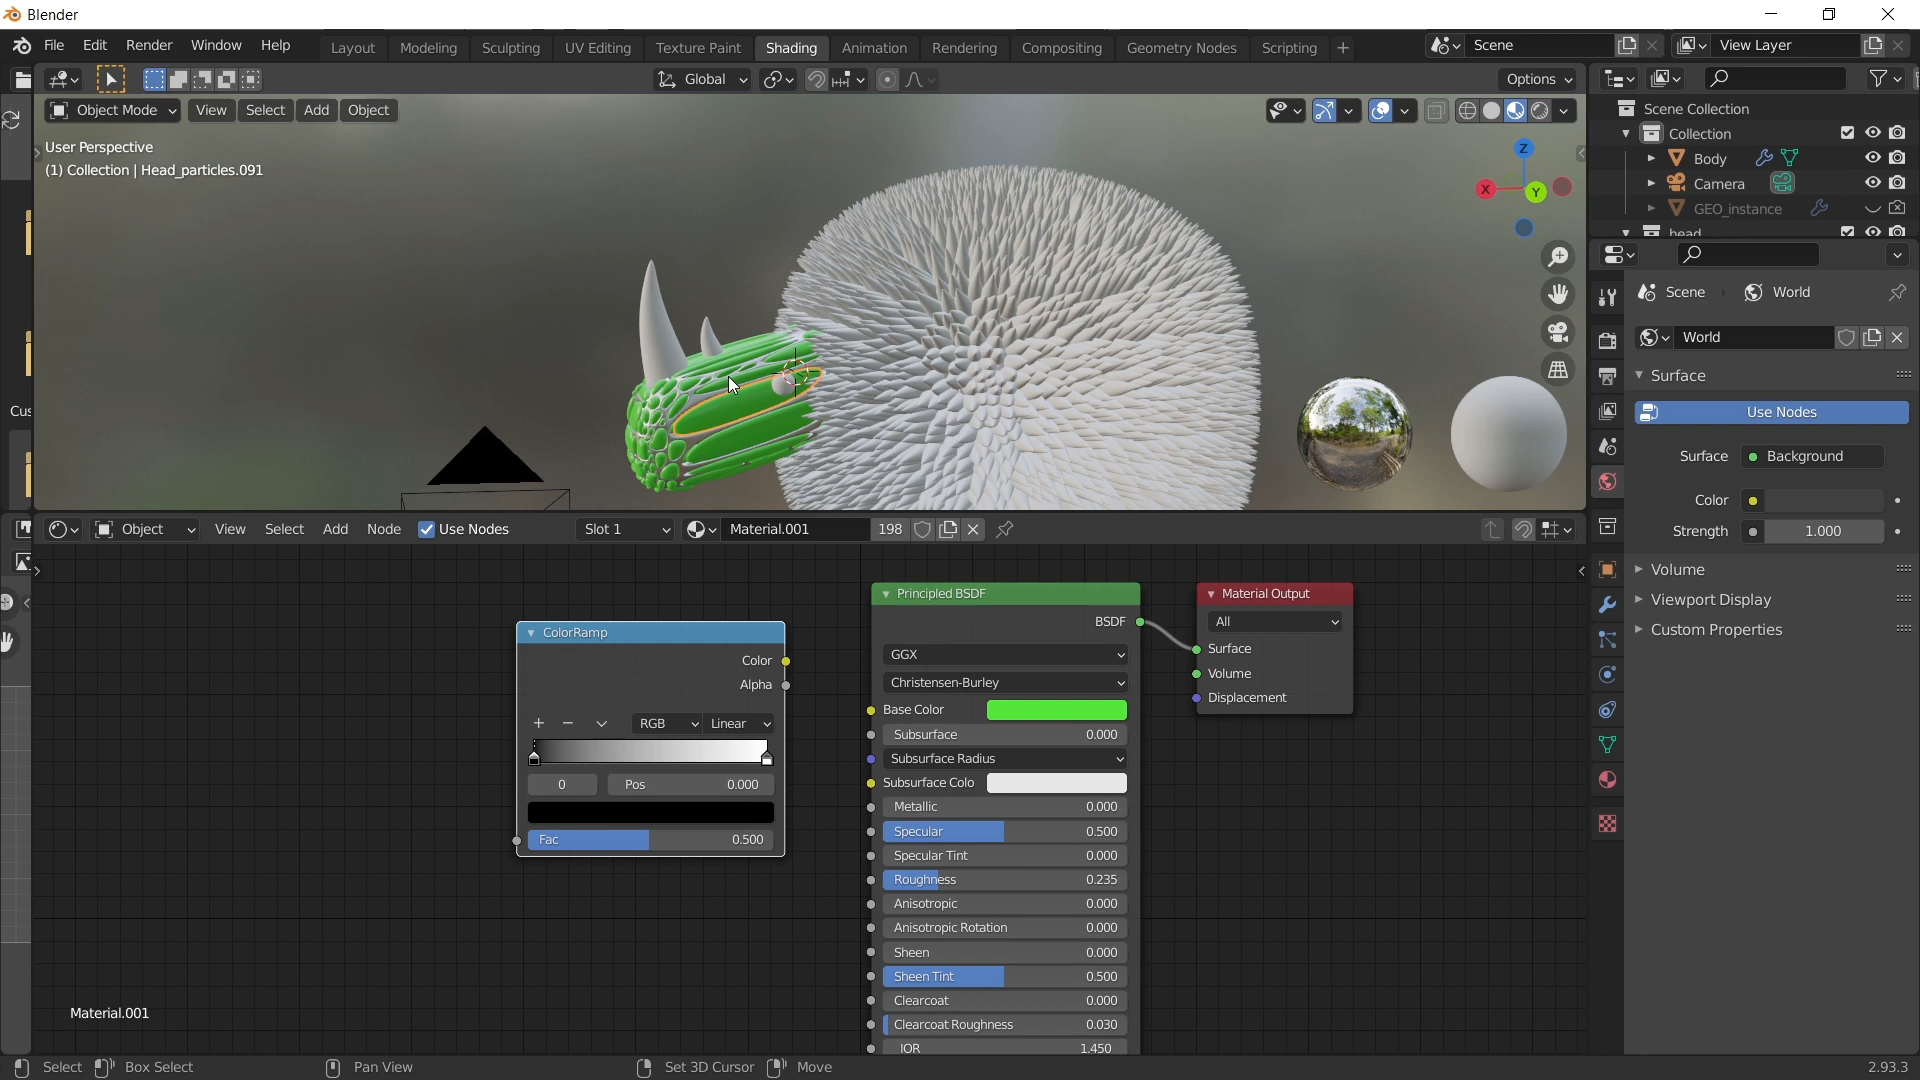 Blender
File Edit Render Window Help Layout Modeling Sculpting UV Editing Texture Paint Shading Animation Rendering Compositing Geometry Nodes Scripting + Scene View Layer
Global Options
Object Mode View Select Add Object
User Perspective
(1) Collection | Head_particles.091
Z
X
Y
Scene Collection
Collection
Body
Camera
GEO_instance
head
Scene World
World
Surface
Use Nodes
Surface Background
Color
Strength 1.000
Volume
Viewport Display
Custom Properties
Cus
Object View Select Add Node Use Nodes Slot 1 Material.001 198
ColorRamp
Color
Alpha
+ − RGB Linear
0 Pos 0.000
Fac 0.500
Principled BSDF
BSDF
GGX
Christensen-Burley
Base Color
Subsurface 0.000
Subsurface Radius
Subsurface Colo
Metallic 0.000
Specular 0.500
Specular Tint 0.000
Roughness 0.235
Anisotropic 0.000
Anisotropic Rotation 0.000
Sheen 0.000
Sheen Tint 0.500
Clearcoat 0.000
Clearcoat Roughness 0.030
IOR 1.450
Material Output
All
Surface
Volume
Displacement
Material.001
Select Box Select Pan View Set 3D Cursor Move 2.93.3